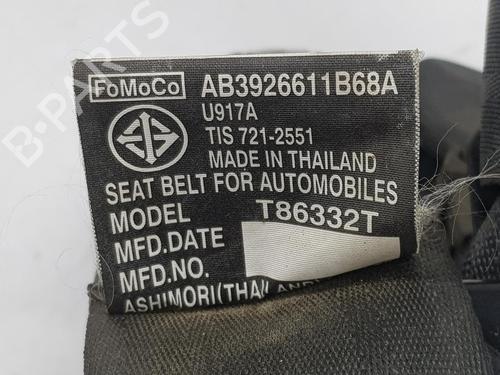 FoMoCo AB3926611B68A
U917A
TIS 721-2551
MADE IN THAILAND
SEAT BELT FOR AUTOMOBILES
MODEL T86332T
MFD.DATE
MFD.NO.
B-PARTS